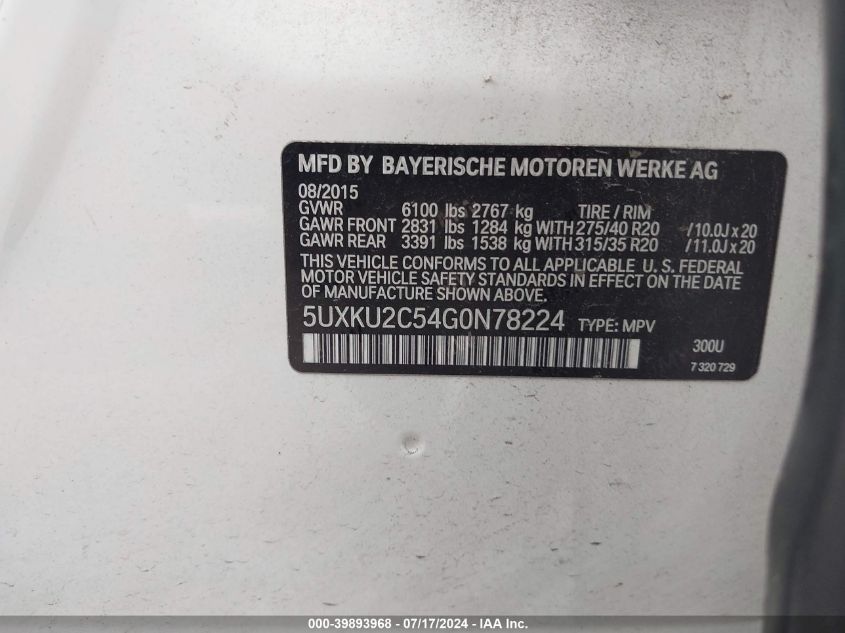 MFD BY BAYERISCHE MOTOREN WERKE AG
08/2015
GVWR 6100 lbs 2767 kg TIRE / RIM
GAWR FRONT 2831 lbs 1284 kg WITH 275/40 R20 /10.0J x 20
GAWR REAR 3391 lbs 1538 kg WITH 315/35 R20 /11.0J x 20
THIS VEHICLE CONFORMS TO ALL APPLICABLE U. S. FEDERAL
MOTOR VEHICLE SAFETY STANDARDS IN EFFECT ON THE DATE
OF MANUFACTURE SHOWN ABOVE.
5UXKU2C54G0N78224 TYPE: MPV
300U
7 320 729
000-39893968 - 07/17/2024 - IAA Inc.